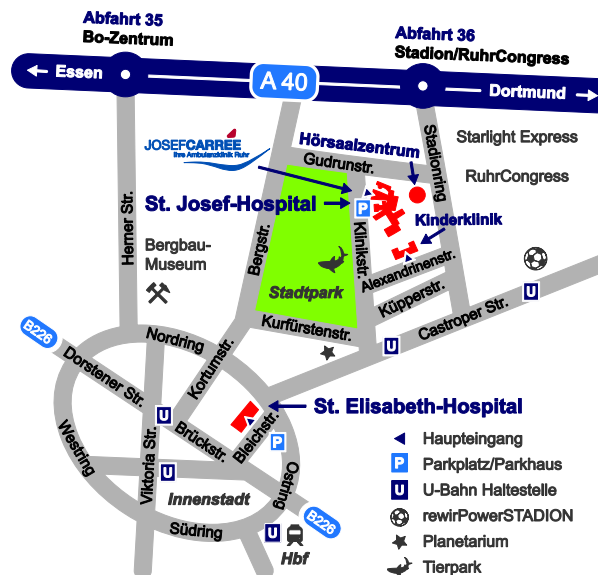 Abfahrt 35
Bo-Zentrum
Abfahrt 36
Stadion/RuhrCongress
Essen
A 40
Dortmund
JOSEFCARRÉE
Ihre Ambulanzklinik Ruhr
Hörsaalzentrum
Gudrunstr.
Stadionring
Starlight Express
RuhrCongress
St. Josef-Hospital
P
Kinderklinik
Herner Str.
Bergbau-
Museum
Bergstr.
Klinikstr.
Alexandrinenstr.
Stadtpark
Küpperstr.
U
Castroper Str.
Kurfürstenstr.
U
B226
Nordring
Dorstener Str.
Kortumstr.
St. Elisabeth-Hospital
U
Brückstr.
Bleichstr.
P
Westring
Viktoria Str.
U
Innenstadt
Ostring
B226
Südring
U
Hbf
Haupteingang
P Parkplatz/Parkhaus
U U-Bahn Haltestelle
rewirPowerSTADION
Planetarium
Tierpark